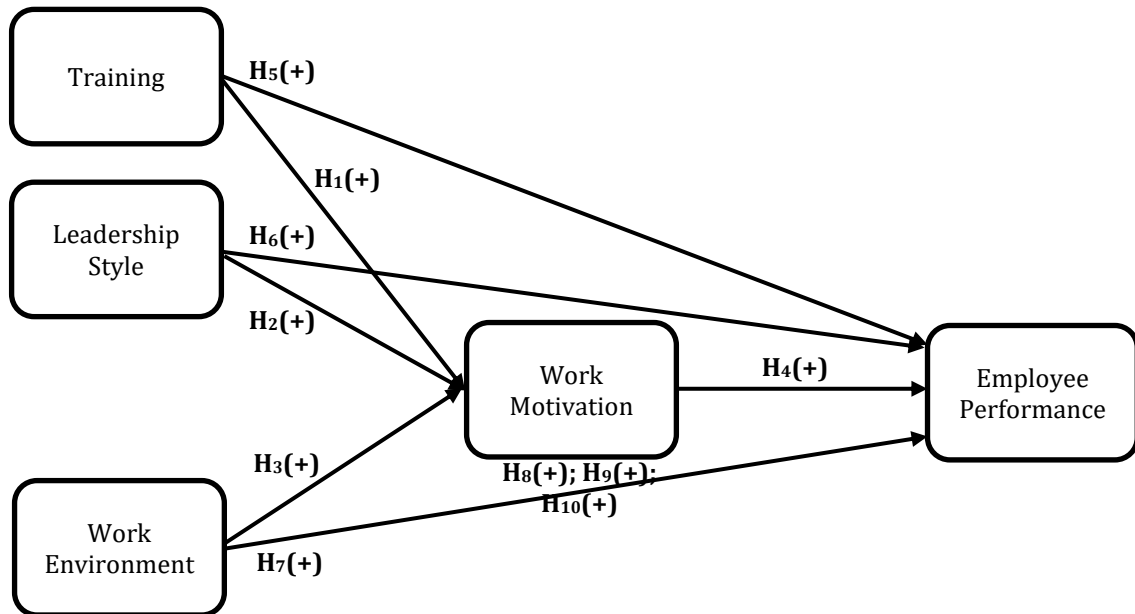 Training
H₅(+)
H₁(+)
Leadership
Style
H₆(+)
H₂(+)
Work
Motivation
H₄(+)
Employee
Performance
H₃(+)
H₈(+); H₉(+);
H₁₀(+)
Work
Environment
H₇(+)